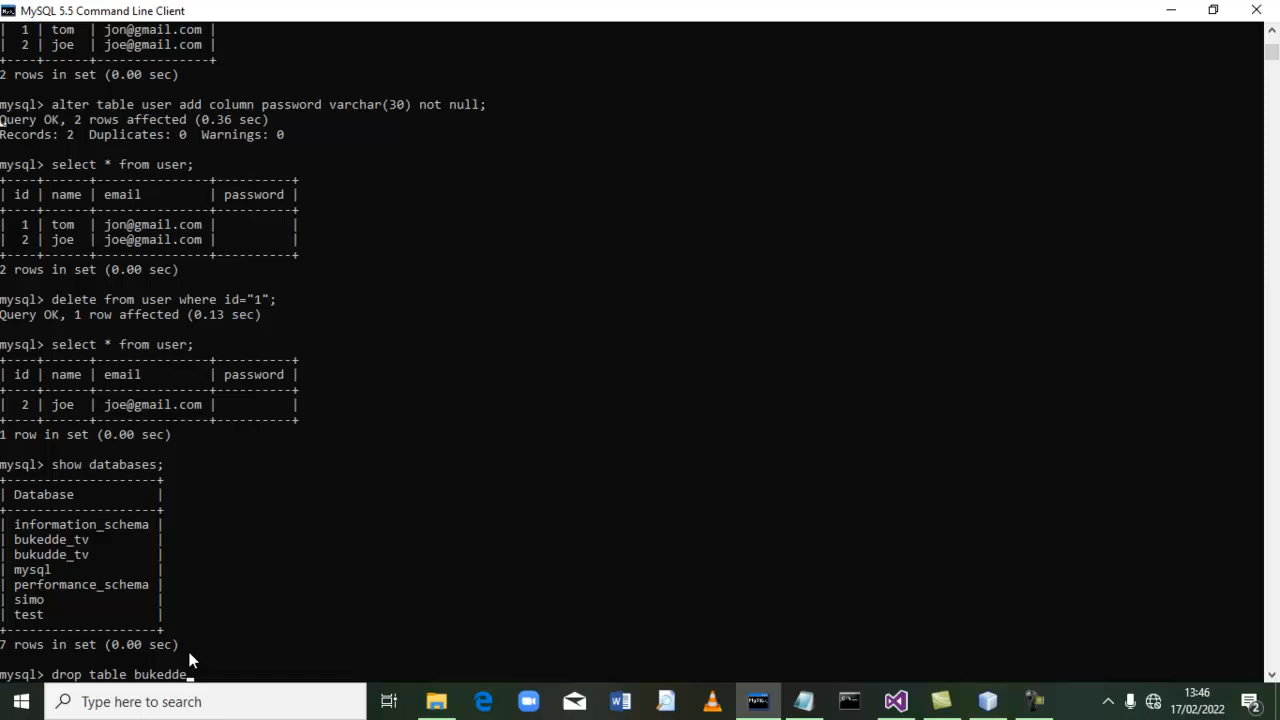 MySQL 5.5 Command Line Client
|  1 | tom  | jon@gmail.com |
|  2 | joe  | joe@gmail.com |
+----+------+---------------+
2 rows in set (0.00 sec)
mysql> alter table user add column password varchar(30) not null;
Query OK, 2 rows affected (0.36 sec)
Records: 2  Duplicates: 0  Warnings: 0
mysql> select * from user;
+----+------+---------------+----------+
| id | name | email         | password |
+----+------+---------------+----------+
|  1 | tom  | jon@gmail.com |          |
|  2 | joe  | joe@gmail.com |          |
+----+------+---------------+----------+
2 rows in set (0.00 sec)
mysql> delete from user where id="1";
Query OK, 1 row affected (0.13 sec)
mysql> select * from user;
+----+------+---------------+----------+
| id | name | email         | password |
+----+------+---------------+----------+
|  2 | joe  | joe@gmail.com |          |
+----+------+---------------+----------+
1 row in set (0.00 sec)
mysql> show databases;
+--------------------+
| Database           |
+--------------------+
| information_schema |
| bukedde_tv         |
| bukudde_tv         |
| mysql              |
| performance_schema |
| simo               |
| test               |
+--------------------+
7 rows in set (0.00 sec)
mysql> drop table bukedde_
Type here to search
13:46
17/02/2022
2